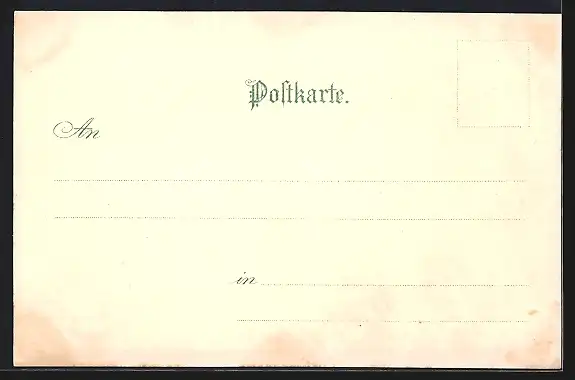 Poſtkarte.
An
in